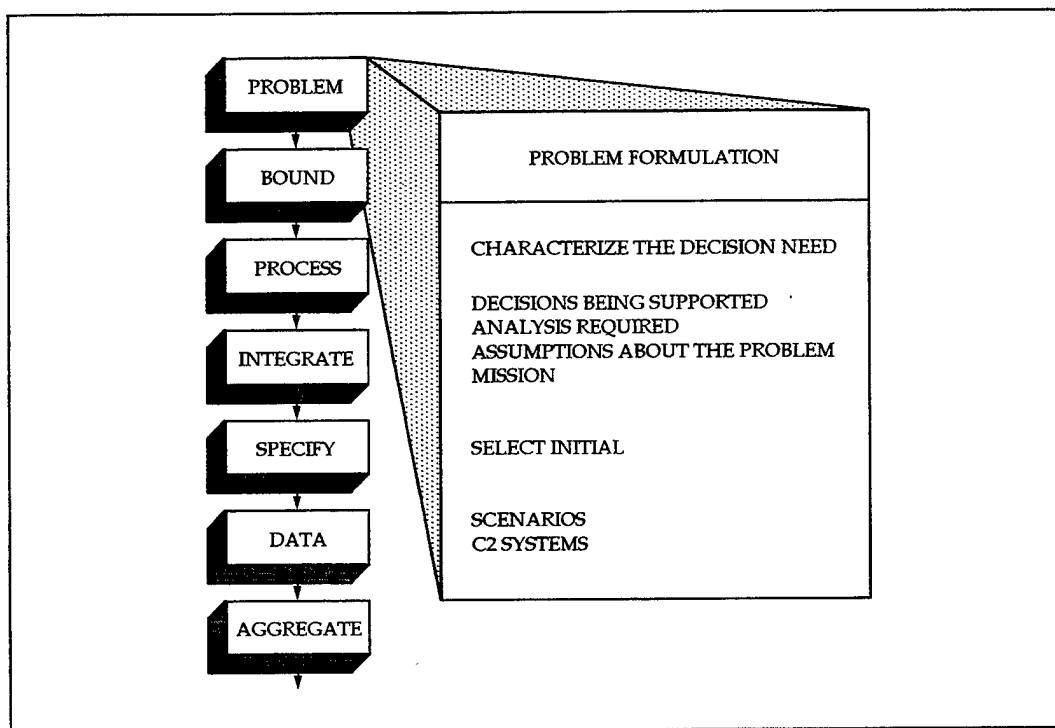 PROBLEM
BOUND
PROCESS
INTEGRATE
SPECIFY
DATA
AGGREGATE
PROBLEM FORMULATION
CHARACTERIZE THE DECISION NEED
DECISIONS BEING SUPPORTED
ANALYSIS REQUIRED
ASSUMPTIONS ABOUT THE PROBLEM
MISSION
SELECT INITIAL
SCENARIOS
C2 SYSTEMS